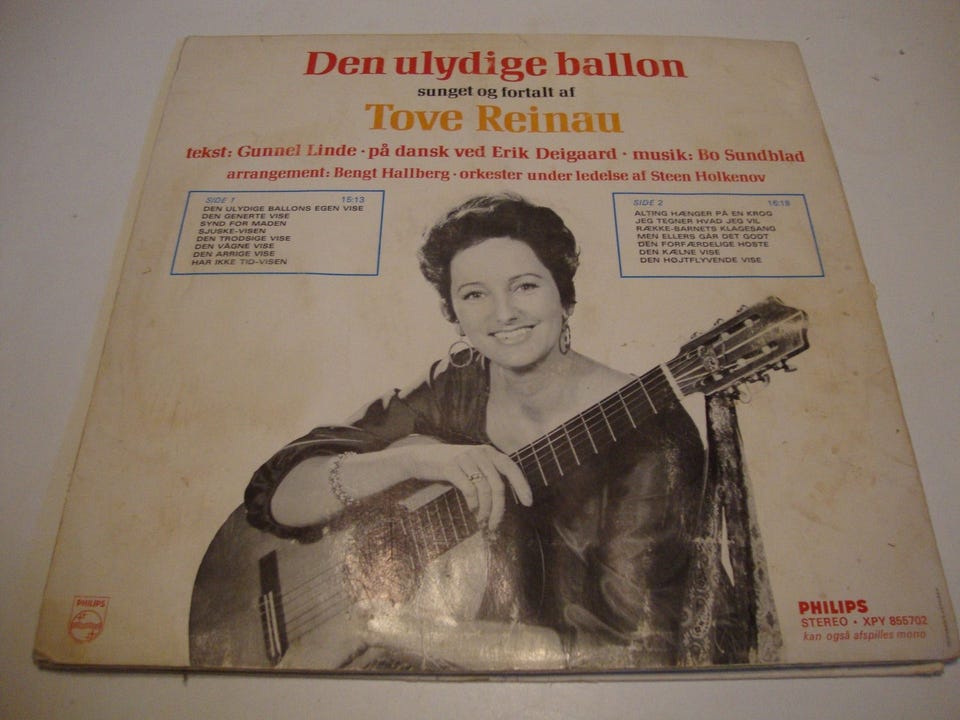 Den ulydige ballon
sunget og fortalt af
Tove Reinau
tekst: Gunnel Linde · på dansk ved Erik Deigaard · musik: Bo Sundblad
arrangement: Bengt Hallberg · orkester under ledelse af Steen Holkenov
SIDE 1 15:13
DEN ULYDIGE BALLONS EGEN VISE
DEN GENERTE VISE
SYND FOR MADEN
SJUSKE-VISEN
DEN TRODSIGE VISE
DEN VÅGNE VISE
DEN ARRIGE VISE
HAR IKKE TID-VISEN
SIDE 2 16:18
ALTING HÆNGER PÅ EN KROG
JEG TEGNER HVAD JEG VIL
RÆKKE-BARNETS KLAGESANG
MEN ELLERS GÅR DET GODT
DEN FORFÆRDELIGE HOSTE
DEN KÆLNE VISE
DEN HØJTFLYVENDE VISE
PHILIPS
PHILIPS
STEREO · XPY 855702
kan også afspilles mono